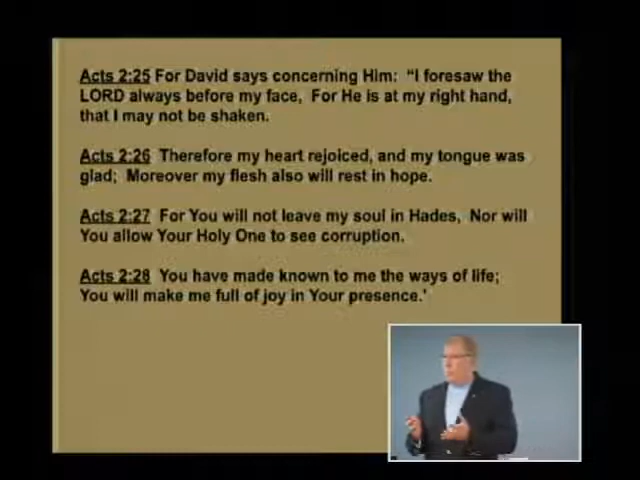 Acts 2:25 For David says concerning Him: “I foresaw the
LORD always before my face, For He is at my right hand,
that I may not be shaken.
Acts 2:26 Therefore my heart rejoiced, and my tongue was
glad; Moreover my flesh also will rest in hope.
Acts 2:27 For You will not leave my soul in Hades, Nor will
You allow Your Holy One to see corruption.
Acts 2:28 You have made known to me the ways of life;
You will make me full of joy in Your presence.'